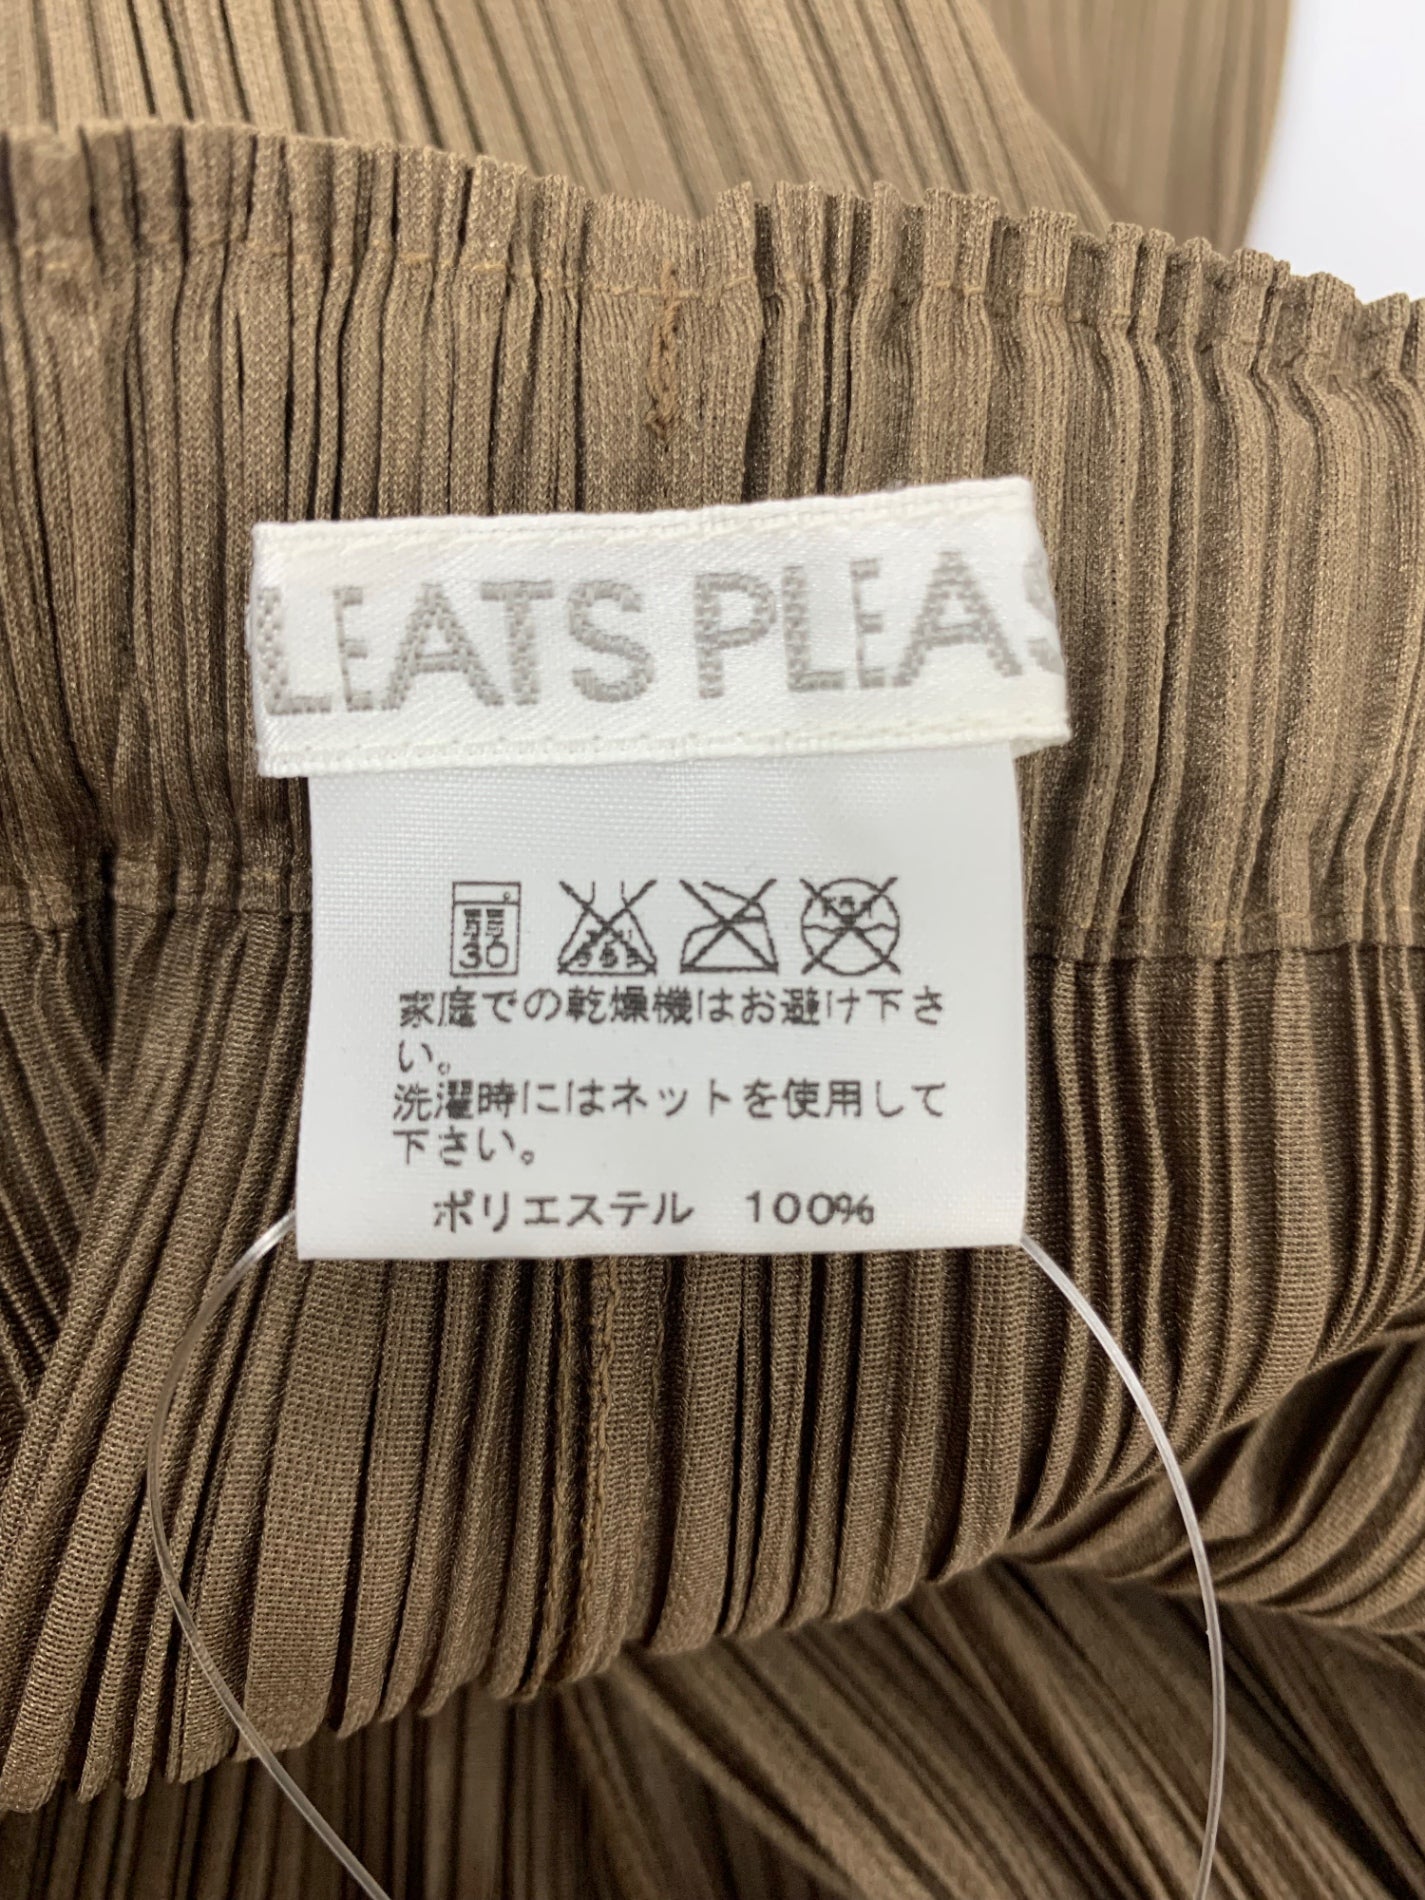 LEATS PLEAS
弱
30
家庭での乾燥機はお避け下さ
い。
洗濯時にはネットを使用して
下さい。
ポリエステル 100%